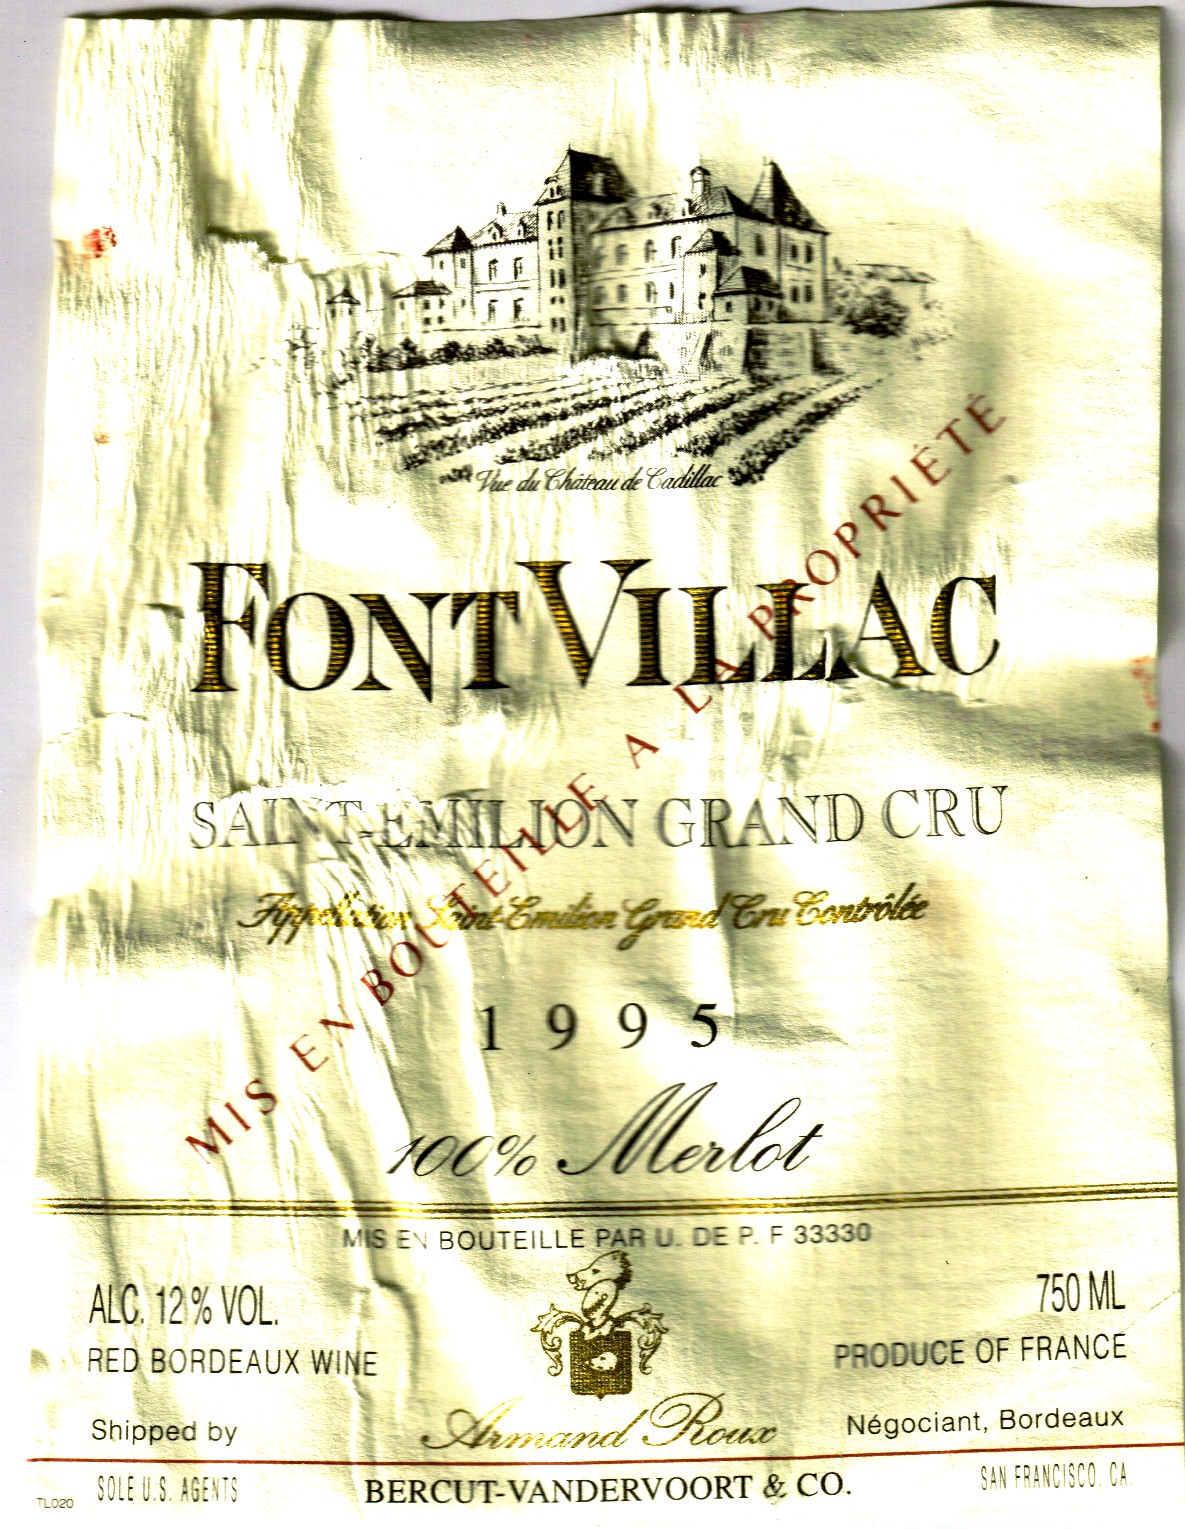 Vue du Château de Cadillac
FONT VILLAC
MIS EN BOUTEILLE A LA PROPRIÉTÉ
SAINT-EMILION GRAND CRU
Appellation Saint-Emilion Grand Cru Contrôlée
1995
100% Merlot
MIS EN BOUTEILLE PAR U. DE P. F 33330
ALC. 12% VOL.
750 ML
RED BORDEAUX WINE
PRODUCE OF FRANCE
Shipped by
Armand Roux
Négociant, Bordeaux
TL020
SOLE U.S. AGENTS
BERCUT-VANDERVOORT & CO.
SAN FRANCISCO. CA.